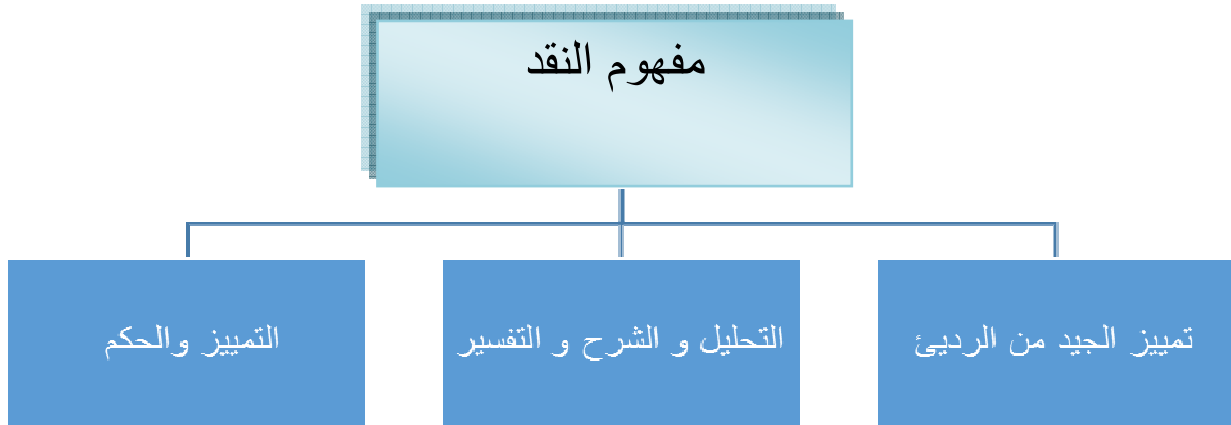 مفهوم النقد
تمييز الجيد من الرديئ
التحليل و الشرح و التفسير
التمييز والحكم